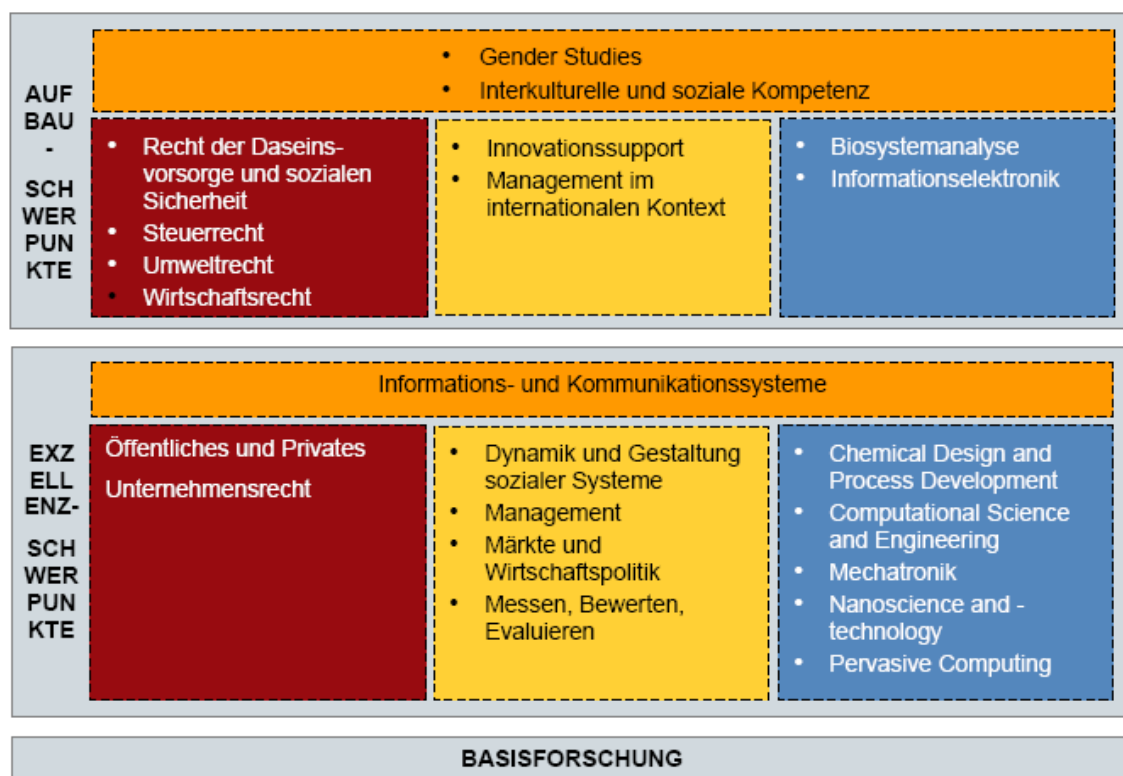 AUF
BAU
-
SCH
WER
PUN
KTE
• Gender Studies
• Interkulturelle und soziale Kompetenz
• Recht der Daseins-
vorsorge und sozialen
Sicherheit
• Steuerrecht
• Umweltrecht
• Wirtschaftsrecht
• Innovationssupport
• Management im
internationalen Kontext
• Biosystemanalyse
• Informationselektronik
EXZ
ELL
ENZ-
SCH
WER
PUN
KTE
Informations- und Kommunikationssysteme
Öffentliches und Privates
Unternehmensrecht
• Dynamik und Gestaltung
sozialer Systeme
• Management
• Märkte und
Wirtschaftspolitik
• Messen, Bewerten,
Evaluieren
• Chemical Design and
Process Development
• Computational Science
and Engineering
• Mechatronik
• Nanoscience and -
technology
• Pervasive Computing
BASISFORSCHUNG